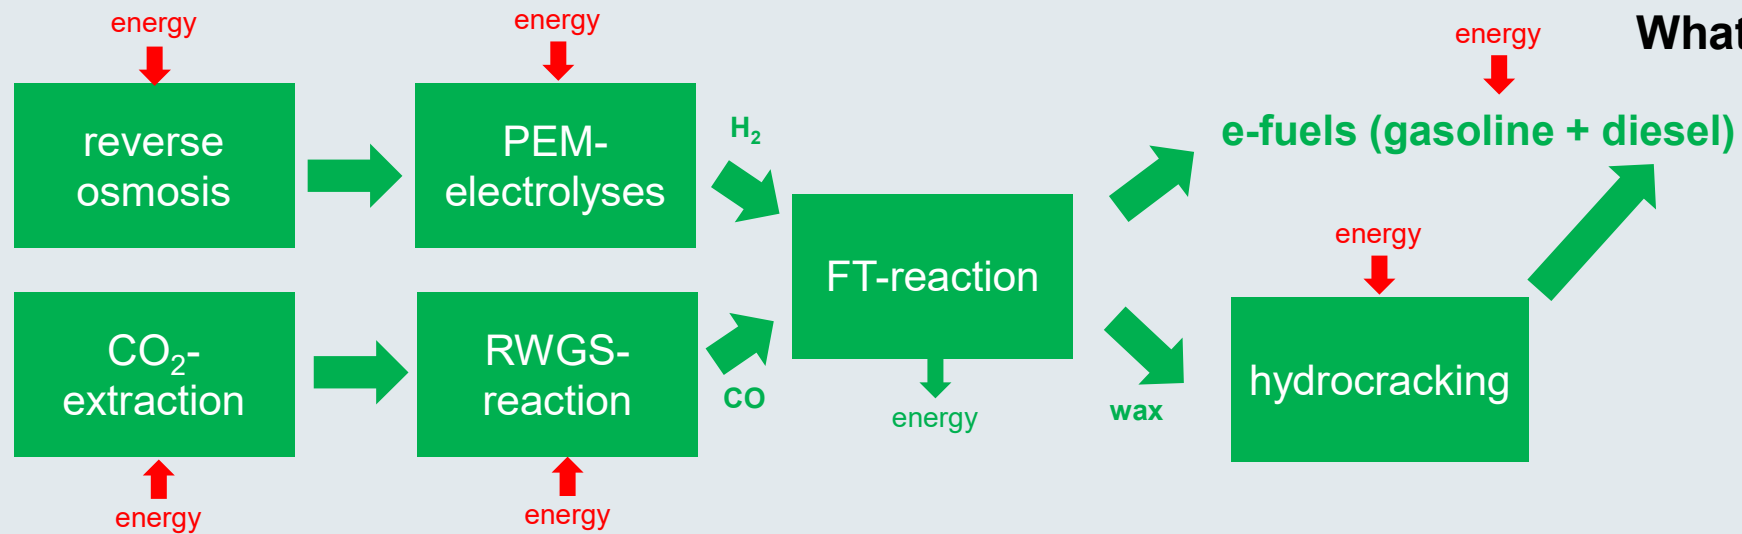 energy
energy
energy
What
reverse
osmosis
PEM-
electrolyses
H₂
e-fuels (gasoline + diesel)
FT-reaction
energy
CO₂-
extraction
RWGS-
reaction
CO
energy
wax
hydrocracking
energy
energy